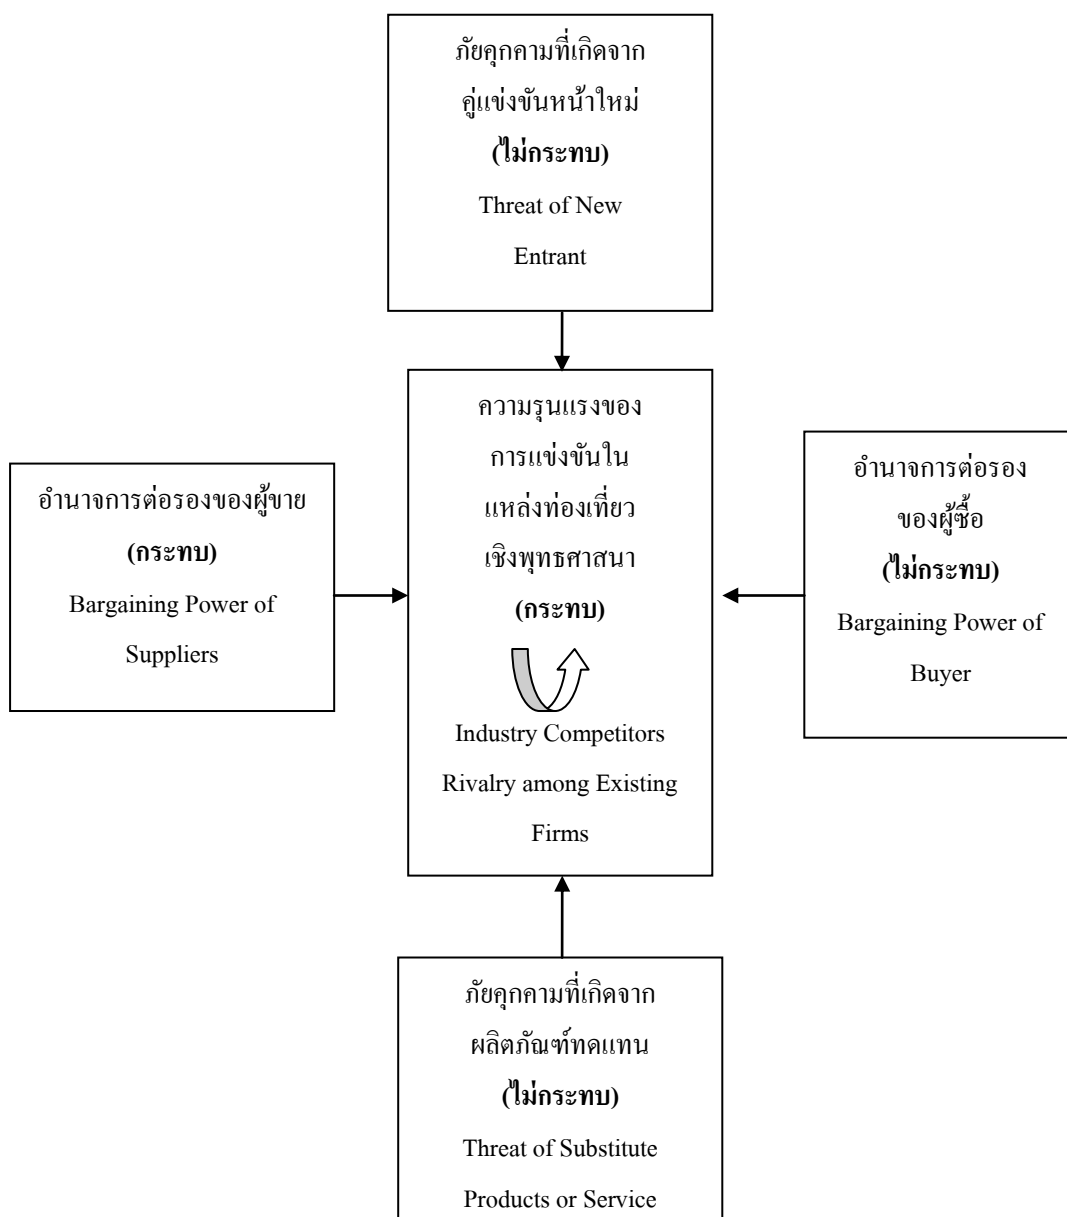 ภัยคุกคามที่เกิดจาก
คู่แข่งขันหน้าใหม่
(ไม่กระทบ)
Threat of New
Entrant
ความรุนแรงของ
การแข่งขันใน
แหล่งท่องเที่ยว
เชิงพุทธศาสนา
(กระทบ)
Industry Competitors
Rivalry among Existing
Firms
อำนาจการต่อรองของผู้ขาย
(กระทบ)
Bargaining Power of
Suppliers
อำนาจการต่อรอง
ของผู้ซื้อ
(ไม่กระทบ)
Bargaining Power of
Buyer
ภัยคุกคามที่เกิดจาก
ผลิตภัณฑ์ทดแทน
(ไม่กระทบ)
Threat of Substitute
Products or Service